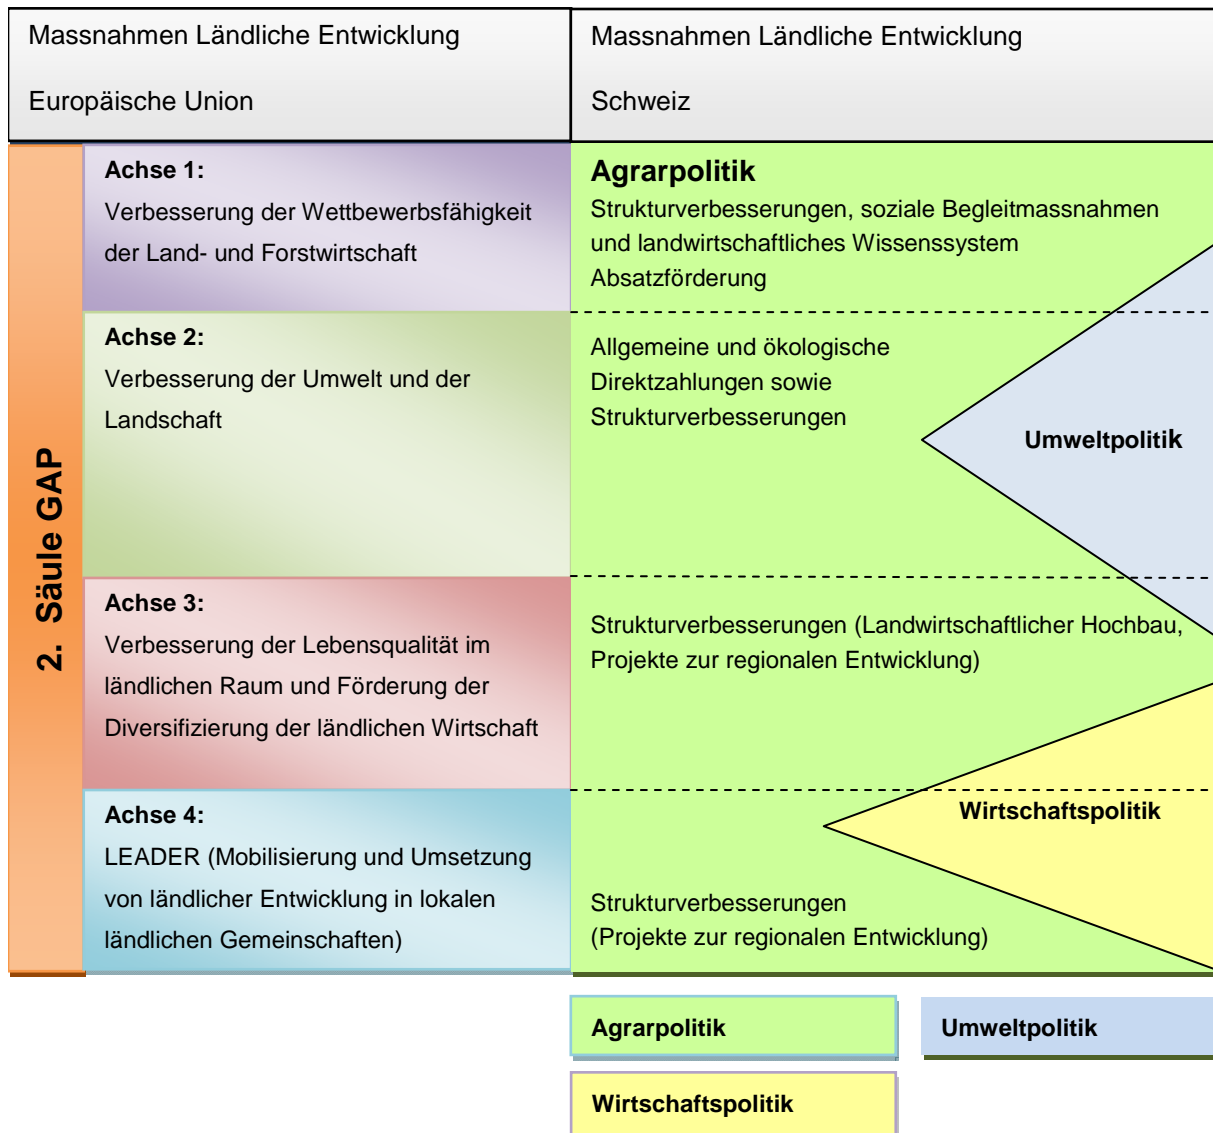 Massnahmen Ländliche Entwicklung
Europäische Union
Massnahmen Ländliche Entwicklung
Schweiz
2. Säule GAP
Achse 1:
Verbesserung der Wettbewerbsfähigkeit
der Land- und Forstwirtschaft
Agrarpolitik
Strukturverbesserungen, soziale Begleitmassnahmen
und landwirtschaftliches Wissenssystem
Absatzförderung
Achse 2:
Verbesserung der Umwelt und der
Landschaft
Allgemeine und ökologische
Direktzahlungen sowie
Strukturverbesserungen
Umweltpolitik
Achse 3:
Verbesserung der Lebensqualität im
ländlichen Raum und Förderung der
Diversifizierung der ländlichen Wirtschaft
Strukturverbesserungen (Landwirtschaftlicher Hochbau,
Projekte zur regionalen Entwicklung)
Achse 4:
LEADER (Mobilisierung und Umsetzung
von ländlicher Entwicklung in lokalen
ländlichen Gemeinschaften)
Wirtschaftspolitik
Strukturverbesserungen
(Projekte zur regionalen Entwicklung)
Agrarpolitik
Umweltpolitik
Wirtschaftspolitik